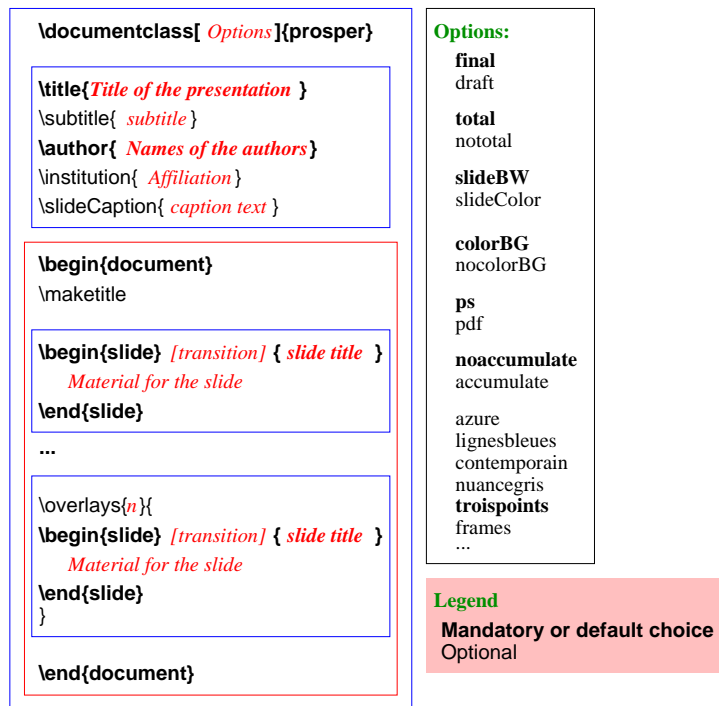 \documentclass[ Options]{prosper}
\title{Title of the presentation }
\subtitle{ subtitle }
\author{ Names of the authors}
\institution{ Affiliation }
\slideCaption{ caption text }
\begin{document}
\maketitle
\begin{slide} [transition] { slide title }
Material for the slide
\end{slide}
...
\overlays{n}{
\begin{slide} [transition] { slide title }
Material for the slide
\end{slide}
}
\end{document}
Options:
final
draft
total
nototal
slideBW
slideColor
colorBG
nocolorBG
ps
pdf
noaccumulate
accumulate
azure
lignesbleues
contemporain
nuancegris
troispoints
frames
...
Legend
Mandatory or default choice
Optional